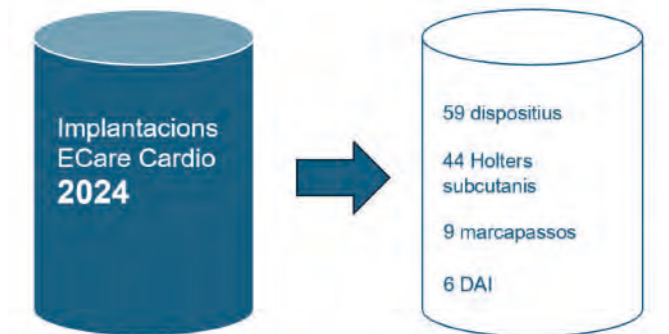 Implantacions
ECare Cardio
2024
59 dispositius
44 Holters
subcutanis
9 marcapassos
6 DAI